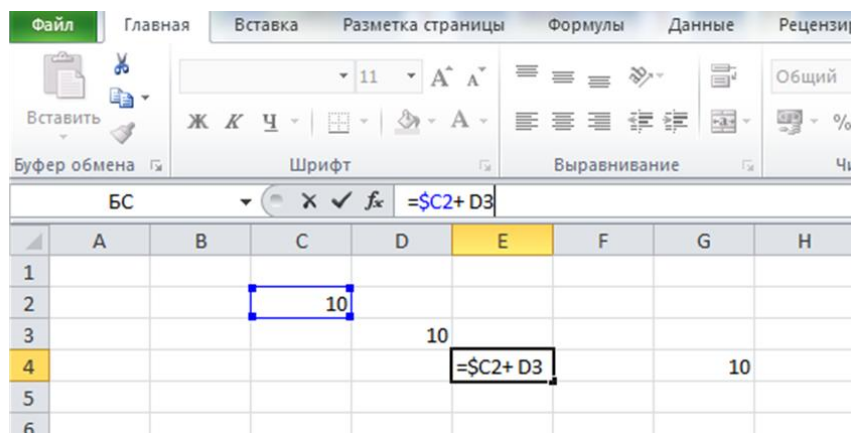 Файл Главная Вставка Разметка страницы Формулы Данные Рецензир
11 A A Общий
Вставить Ж К Ч A %
Буфер обмена Шрифт Выравнивание Чи
БС fx =$C2+ D3
A B C D E F G H
1
2 10
3 10
4 =$C2+ D3 10
5
6